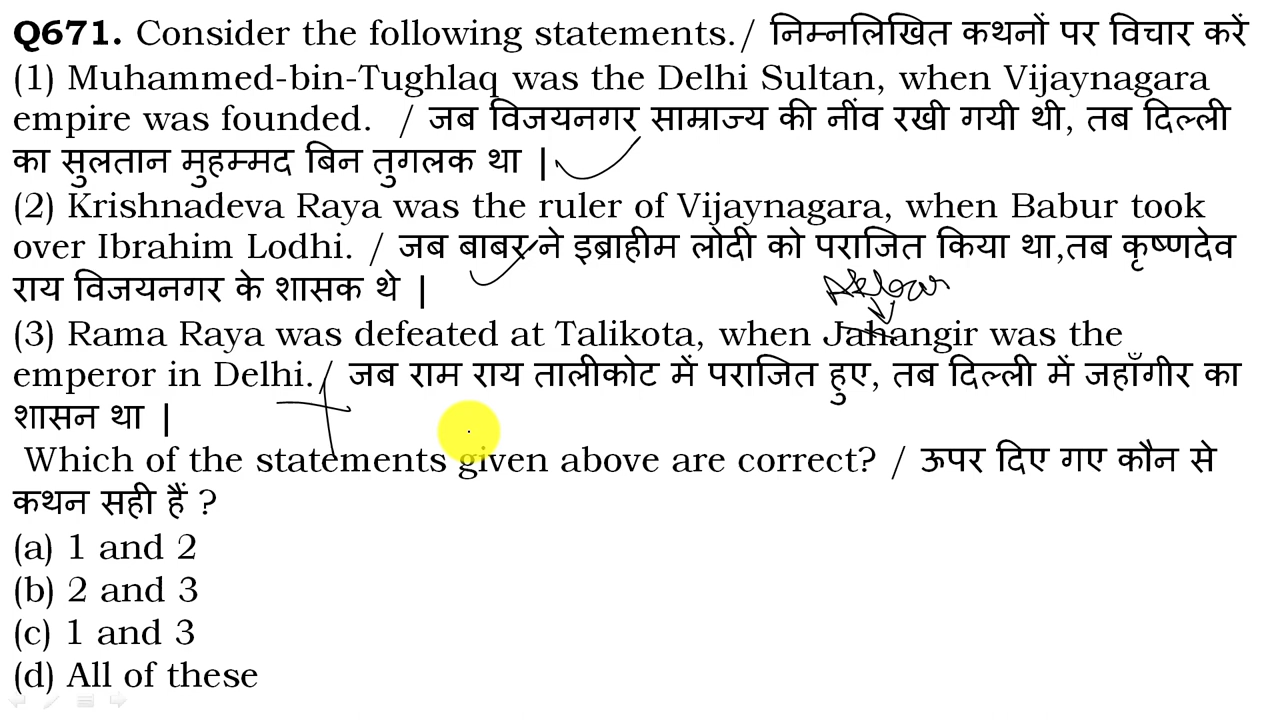 Q671. Consider the following statements./ निम्नलिखित कथनों पर विचार करें
(1) Muhammed-bin-Tughlaq was the Delhi Sultan, when Vijaynagara
empire was founded. / जब विजयनगर साम्राज्य की नींव रखी गयी थी, तब दिल्ली
का सुलतान मुहम्मद बिन तुगलक था |
(2) Krishnadeva Raya was the ruler of Vijaynagara, when Babur took
over Ibrahim Lodhi. / जब बाबर ने इब्राहीम लोदी को पराजित किया था,तब कृष्णदेव
राय विजयनगर के शासक थे |
Akbar
(3) Rama Raya was defeated at Talikota, when Jahangir was the
emperor in Delhi./ जब राम राय तालीकोट में पराजित हुए, तब दिल्ली में जहाँगीर का
शासन था |
Which of the statements given above are correct? / ऊपर दिए गए कौन से
कथन सही हैं ?
(a) 1 and 2
(b) 2 and 3
(c) 1 and 3
(d) All of these